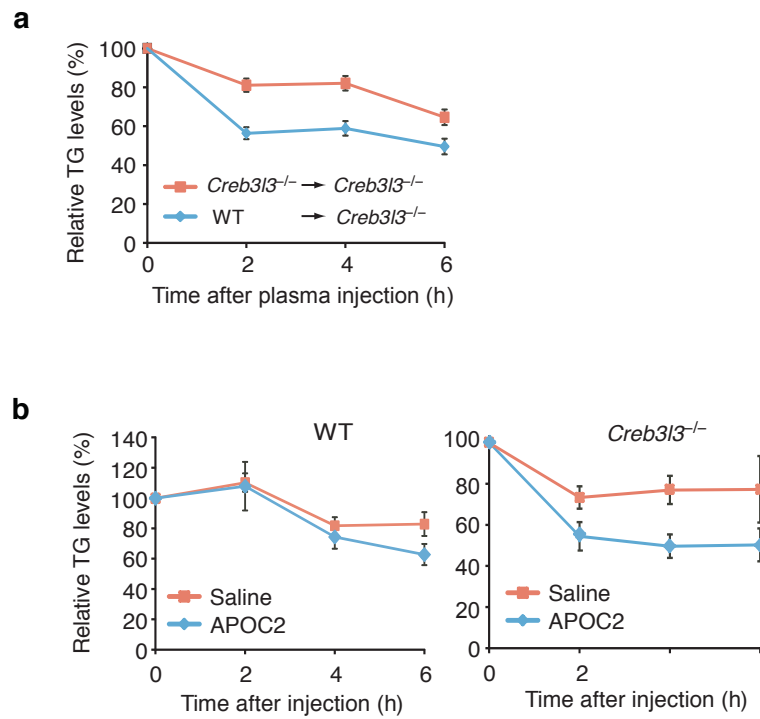 a
Relative TG levels (%)
100
80
60
40
20
0
Creb3l3–/– → Creb3l3–/–
WT → Creb3l3–/–
0 2 4 6
Time after plasma injection (h)
b
WT
Relative TG levels (%)
140
120
100
80
60
40
20
0
Saline
APOC2
0 2 4 6
Time after injection (h)
Creb3l3–/–
100
80
60
40
20
0
Saline
APOC2
0 2
Time after injection (h)